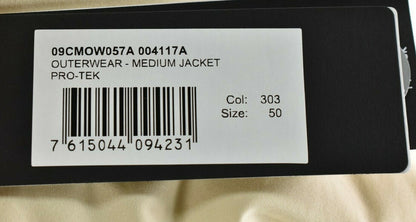 09CMOW057A 004117A
OUTERWEAR - MEDIUM JACKET
PRO-TEK
Col: 303
Size: 50
7 615044 094231